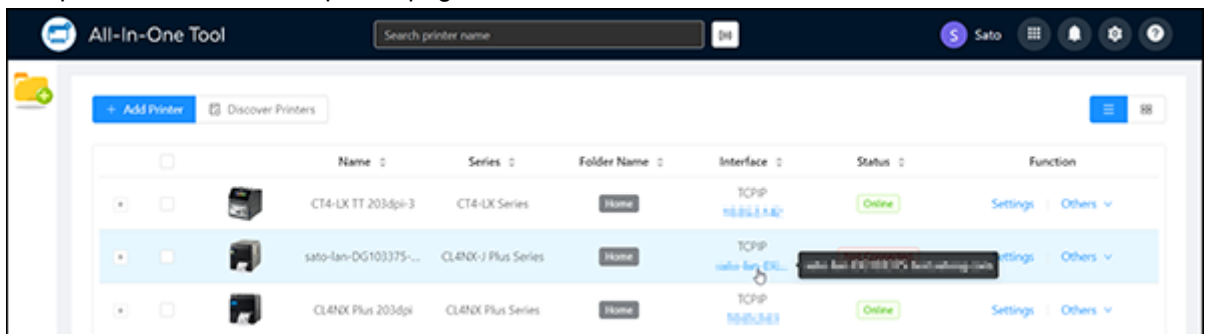 All-In-One Tool
Search printer name
S Sato
+ Add Printer
Discover Printers
Name Series Folder Name Interface Status Function
CT4-LX TT 203dpi-3 CT4-LX Series Home TCPIP Online Settings Others
sato-lan-DG103375-... CL4NX-J Plus Series Home TCPIP ettings Others
CL4NX Plus 203dpi CL4NX Plus Series Home TCPIP Online Settings Others